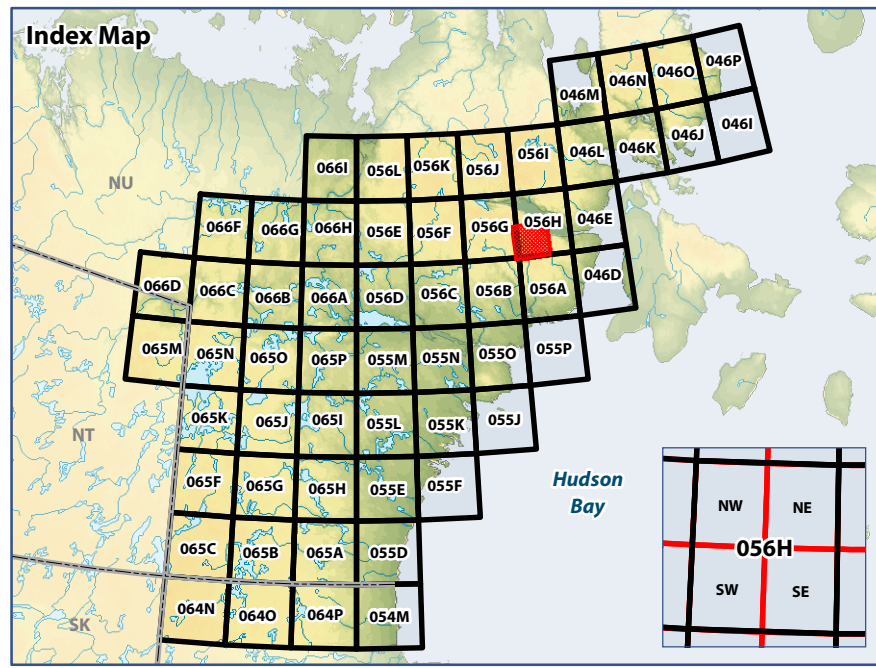 Index Map
046P
046O
046N
046M
046I
046J
046K
046L
056I
056J
056K
056L
066I
NU
066F
066G
066H
056E
056F
056G
056H
046E
066D
066C
066B
066A
056D
056C
056B
056A
046D
065M
065N
065O
065P
055M
055N
055O
055P
NT
065K
065J
065I
055L
055K
055J
065F
065G
065H
055E
055F
Hudson
Bay
065C
065B
065A
055D
SK
064N
064O
064P
054M
NW
NE
056H
SW
SE